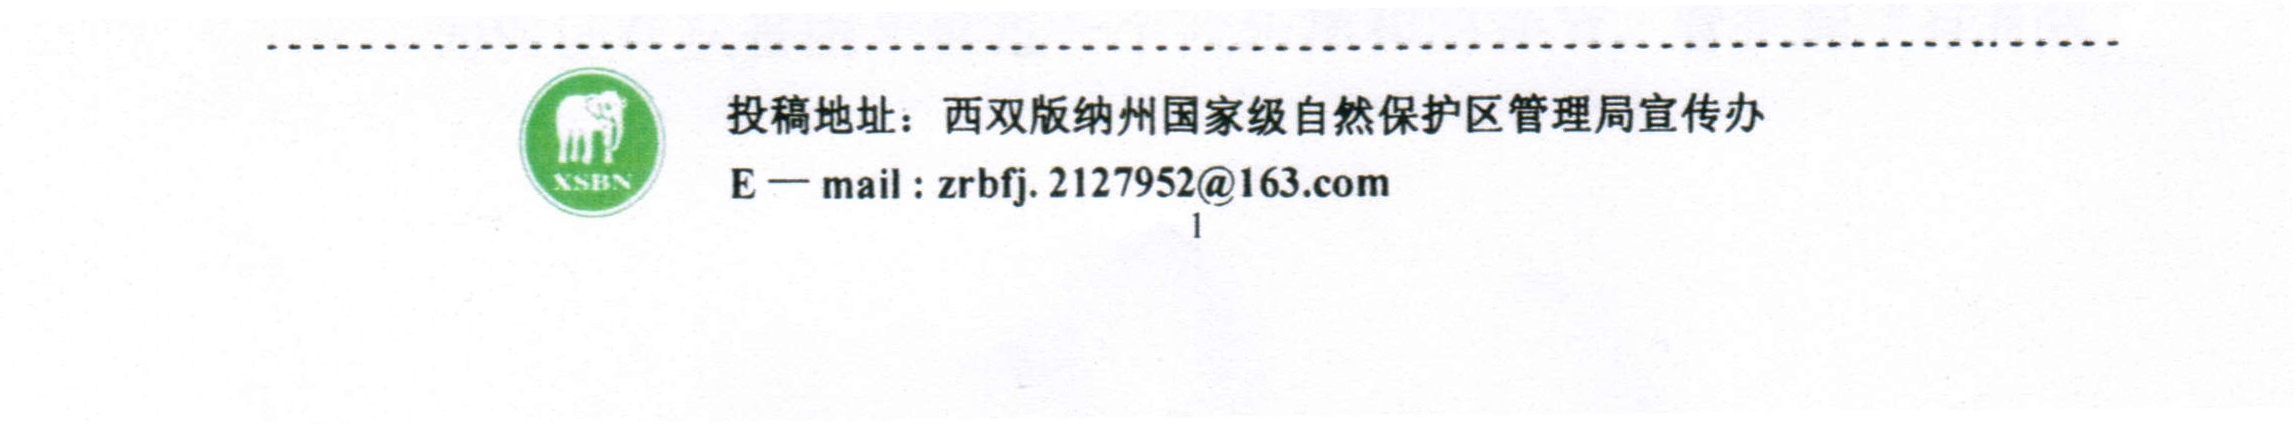 XSBN
投稿地址：西双版纳州国家级自然保护区管理局宣传办
E — mail : zrbfj. 2127952@163.com
1